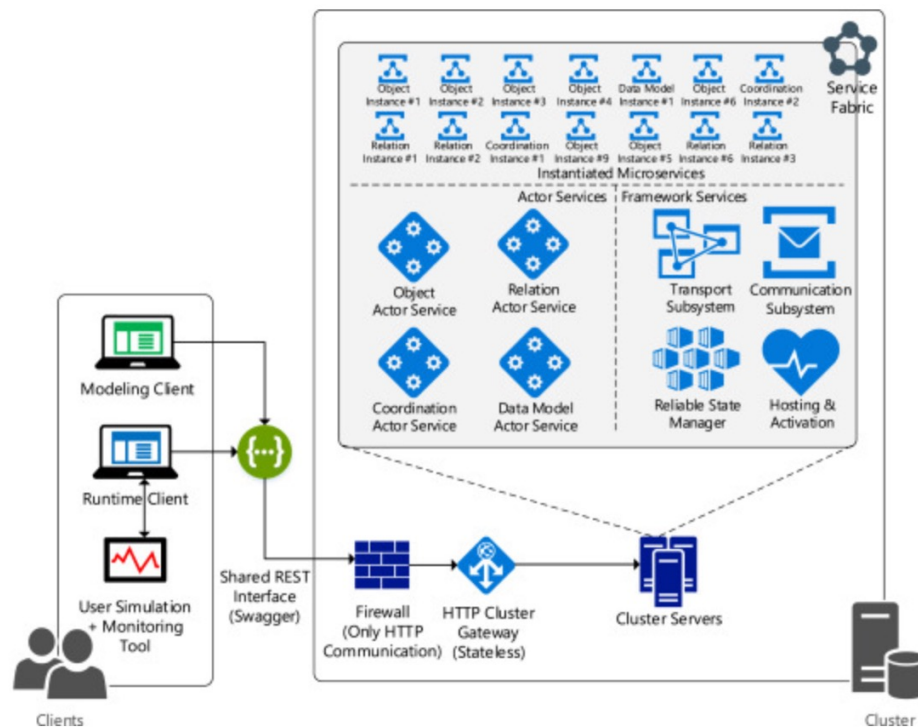 Service
Fabric
Object
Instance #1
Object
Instance #2
Object
Instance #3
Object
Instance #4
Data Model
Instance #1
Object
Instance #6
Coordination
Instance #2
Relation
Instance #1
Relation
Instance #2
Coordination
Instance #1
Object
Instance #9
Object
Instance #5
Relation
Instance #6
Relation
Instance #3
Instantiated Microservices
Actor Services
Framework Services
Object
Actor Service
Relation
Actor Service
Transport
Subsystem
Communication
Subsystem
Coordination
Actor Service
Data Model
Actor Service
Reliable State
Manager
Hosting &
Activation
Modeling Client
{...}
Runtime Client
User Simulation
+ Monitoring
Tool
Shared REST
Interface
(Swagger)
Firewall
(Only HTTP
Communication)
HTTP Cluster
Gateway
(Stateless)
Cluster Servers
Clients
Cluster